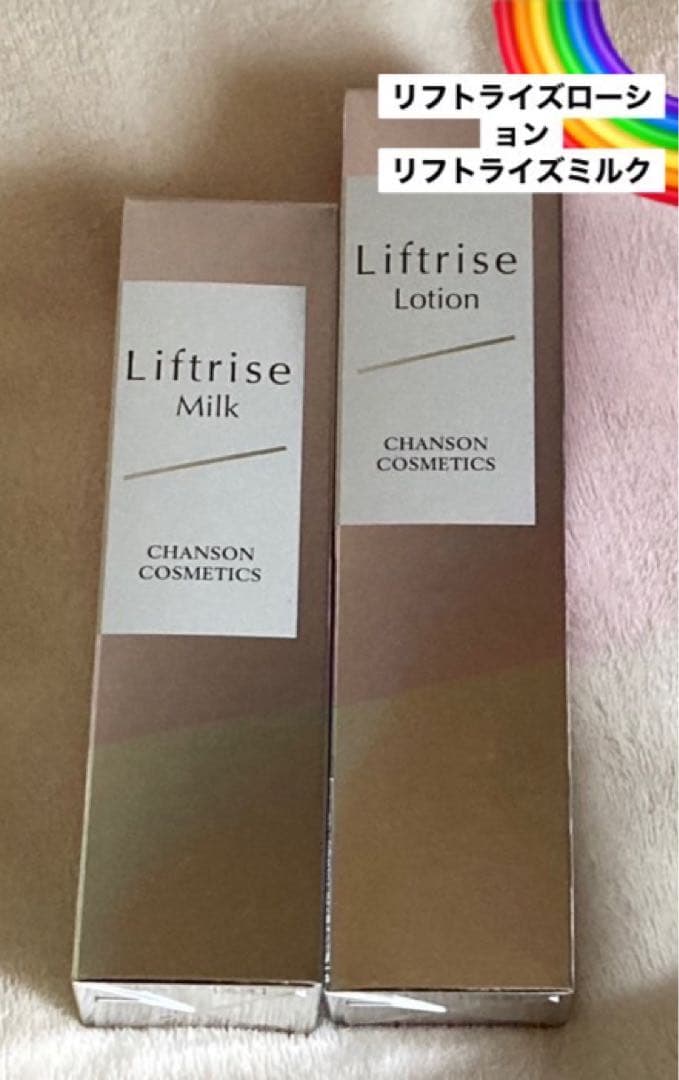 リフトライズローシ
ョン
リフトライズミルク
Liftrise
Lotion
CHANSON
COSMETICS
Liftrise
Milk
CHANSON
COSMETICS